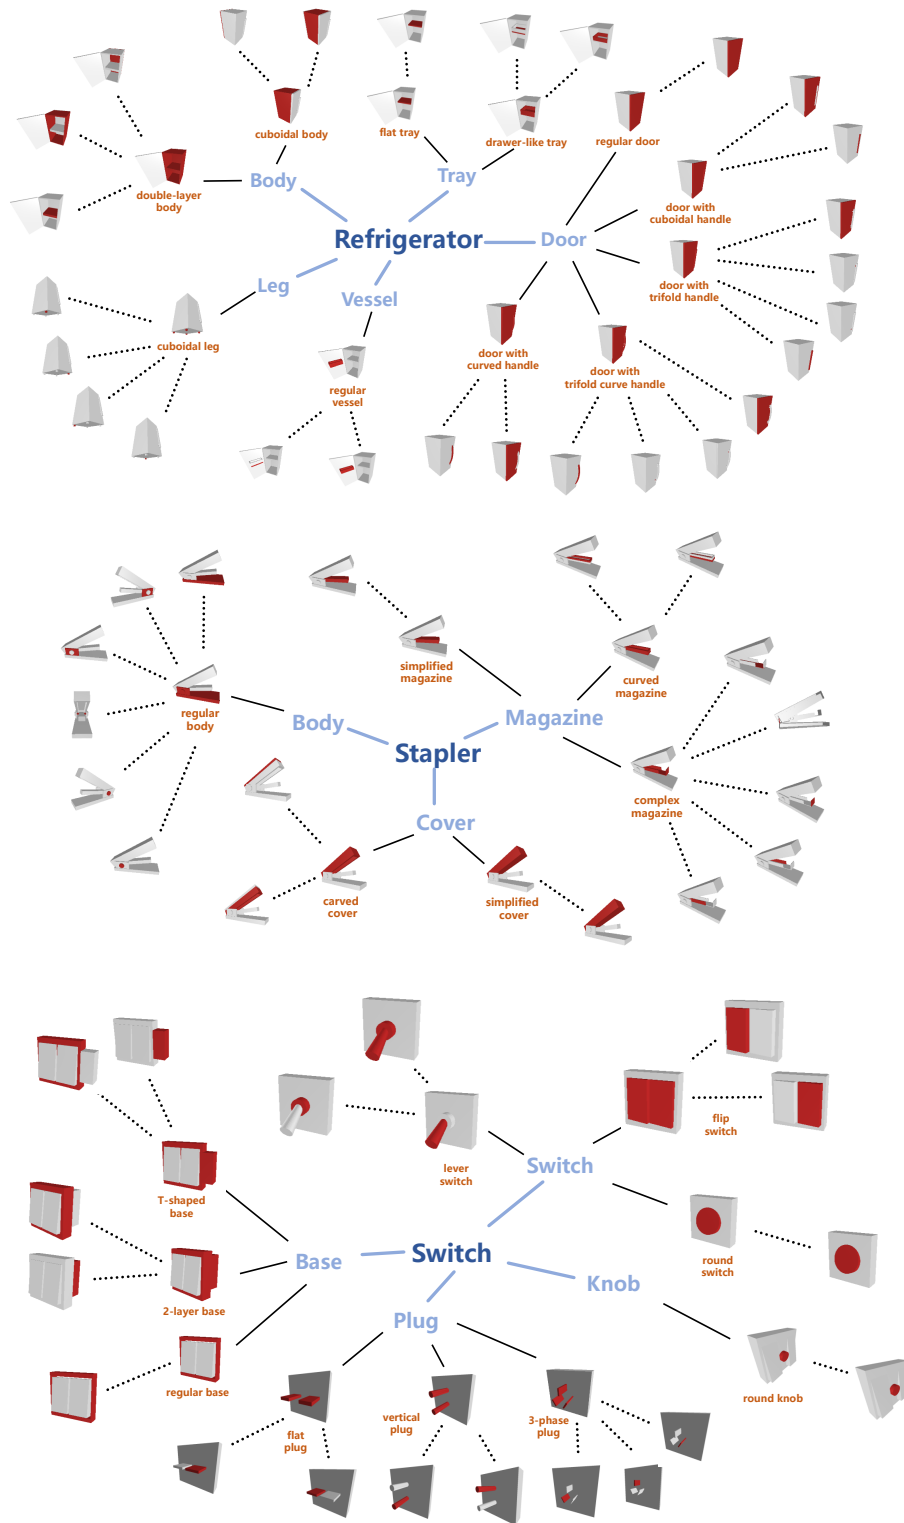 cuboidal body
flat tray
drawer-like tray
regular door
Body
Tray
double-layer
body
door with
cuboidal handle
Refrigerator
Door
Leg
Vessel
door with
trifold handle
cuboidal leg
door with
curved handle
door with
trifold curve handle
regular
vessel
simplified
magazine
curved
magazine
regular
body
Body
Magazine
Stapler
complex
magazine
Cover
carved
cover
simplified
cover
flip
switch
lever
switch
Switch
T-shaped
base
Switch
Base
round
switch
Knob
2-layer base
Plug
regular base
round knob
vertical
plug
3-phase
plug
flat
plug